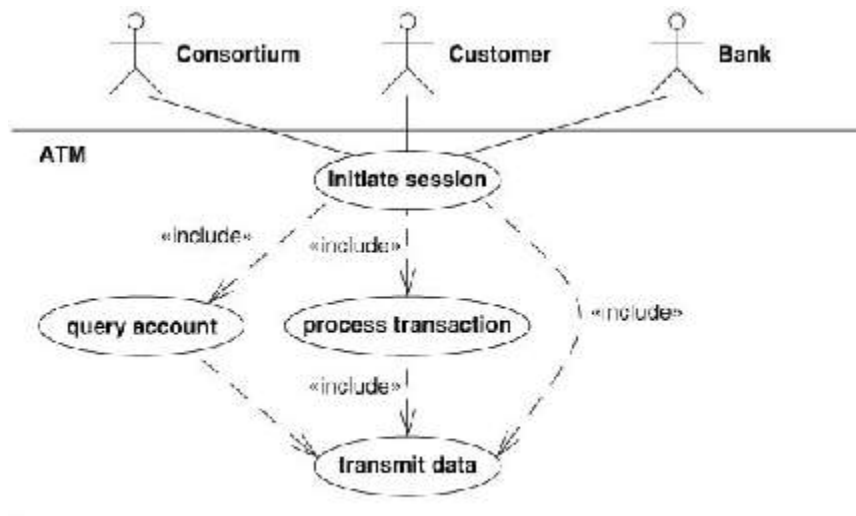 Consortium
Customer
Bank
ATM
initiate session
«include»
«include»
query account
process transaction
«include»
«include»
transmit data